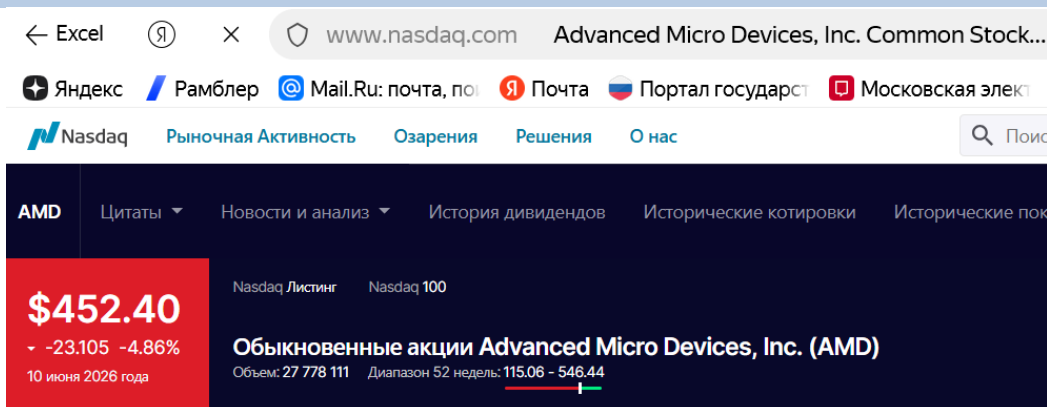 ← Excel Я × www.nasdaq.com Advanced Micro Devices, Inc. Common Stock...
Яндекс Рамблер @ Mail.Ru: почта, по Я Почта Портал государст Московская элект
Nasdaq Рыночная Активность Озарения Решения О нас Поис
AMD Цитаты Новости и анализ История дивидендов Исторические котировки Исторические пок
Nasdaq Листинг Nasdaq 100
$452.40
-23.105 -4.86%
Обыкновенные акции Advanced Micro Devices, Inc. (AMD)
10 июня 2026 года
Объем: 27 778 111 Диапазон 52 недель: 115.06 - 546.44